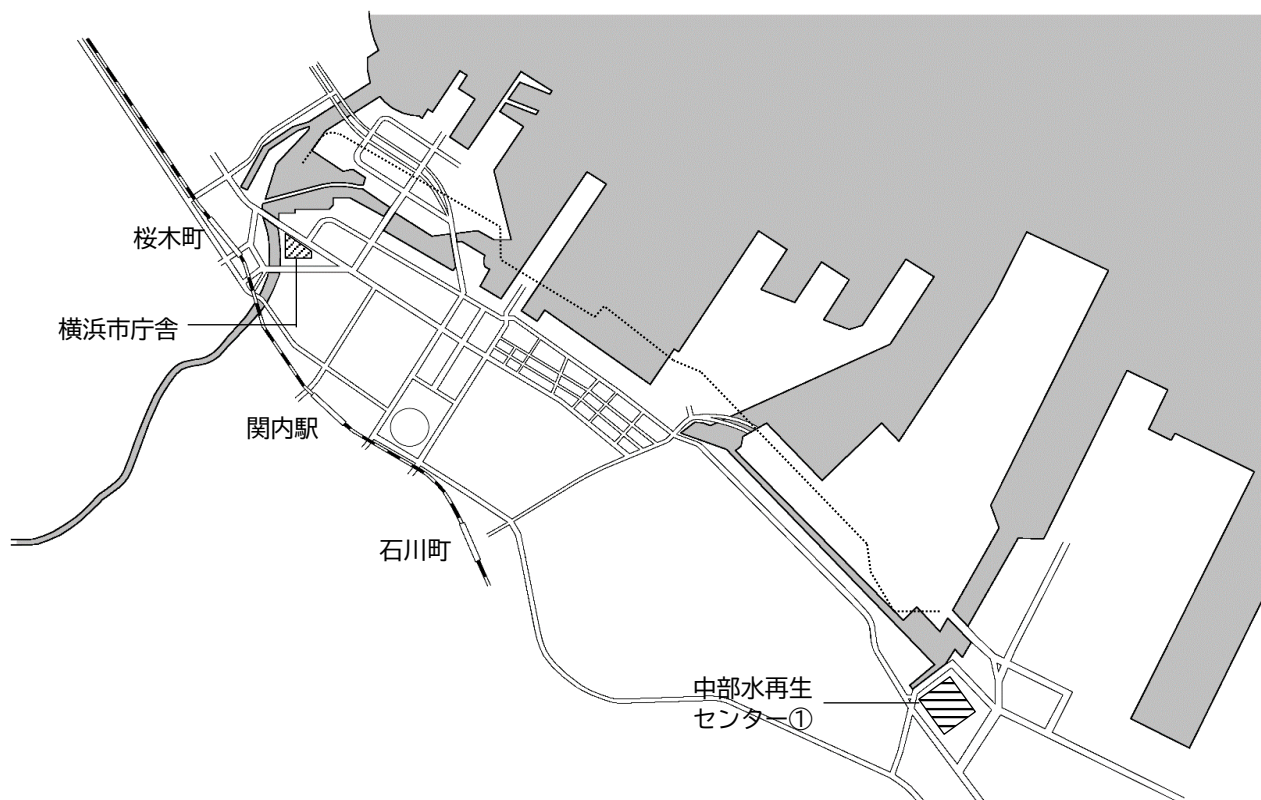 桜木町
横浜市庁舎
関内駅
石川町
中部水再生
センター①